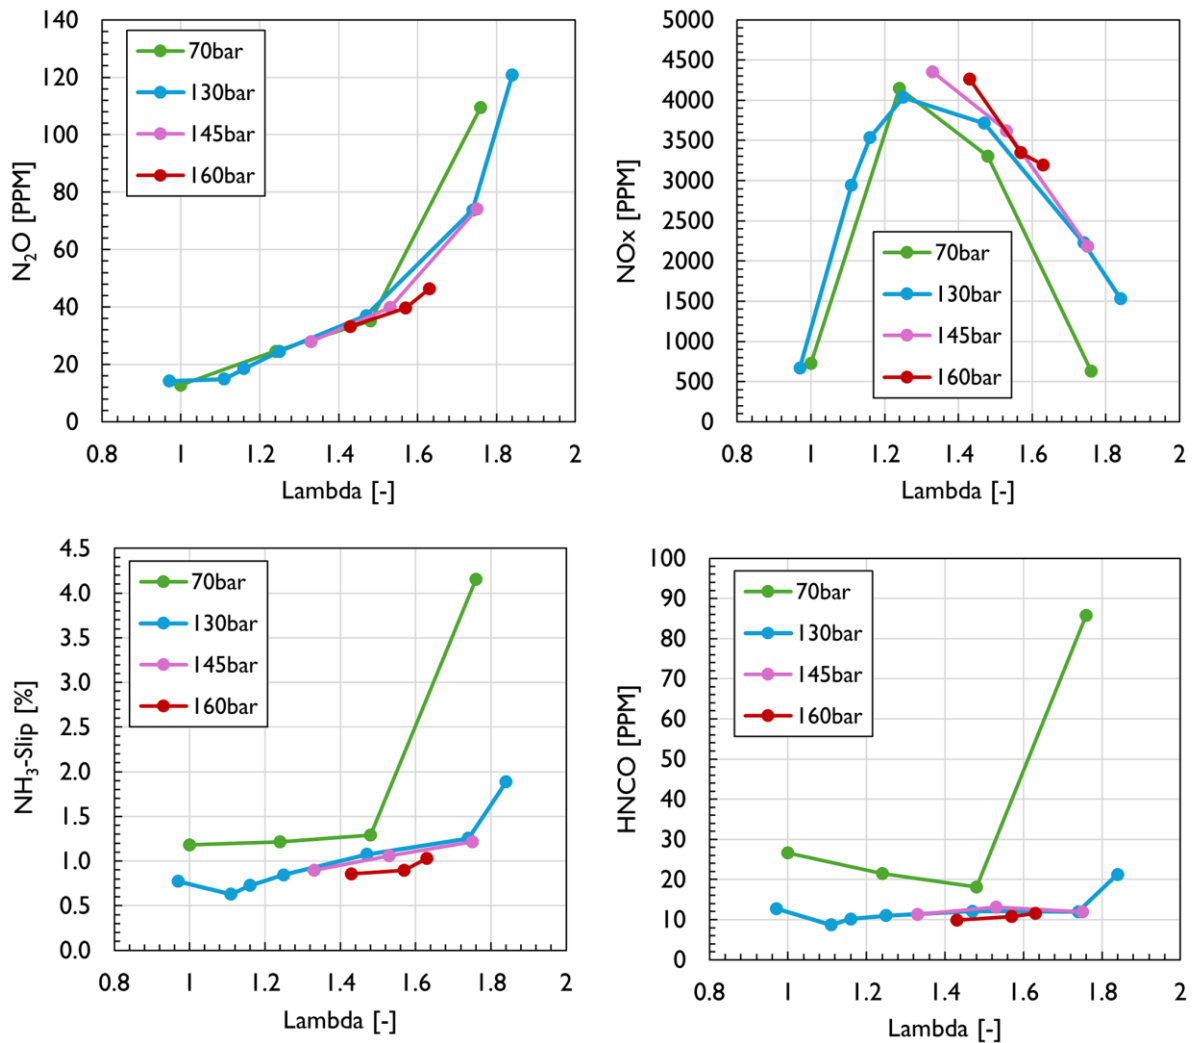 N₂O [PPM]
140
120
100
80
60
40
20
0
70bar
130bar
145bar
160bar
0.8 1 1.2 1.4 1.6 1.8 2
Lambda [-]
NOx [PPM]
5000
4500
4000
3500
3000
2500
2000
1500
1000
500
0
70bar
130bar
145bar
160bar
0.8 1 1.2 1.4 1.6 1.8 2
Lambda [-]
NH₃-Slip [%]
4.5
4.0
3.5
3.0
2.5
2.0
1.5
1.0
0.5
0.0
70bar
130bar
145bar
160bar
0.8 1 1.2 1.4 1.6 1.8 2
Lambda [-]
HNCO [PPM]
100
90
80
70
60
50
40
30
20
10
0
70bar
130bar
145bar
160bar
0.8 1 1.2 1.4 1.6 1.8 2
Lambda [-]